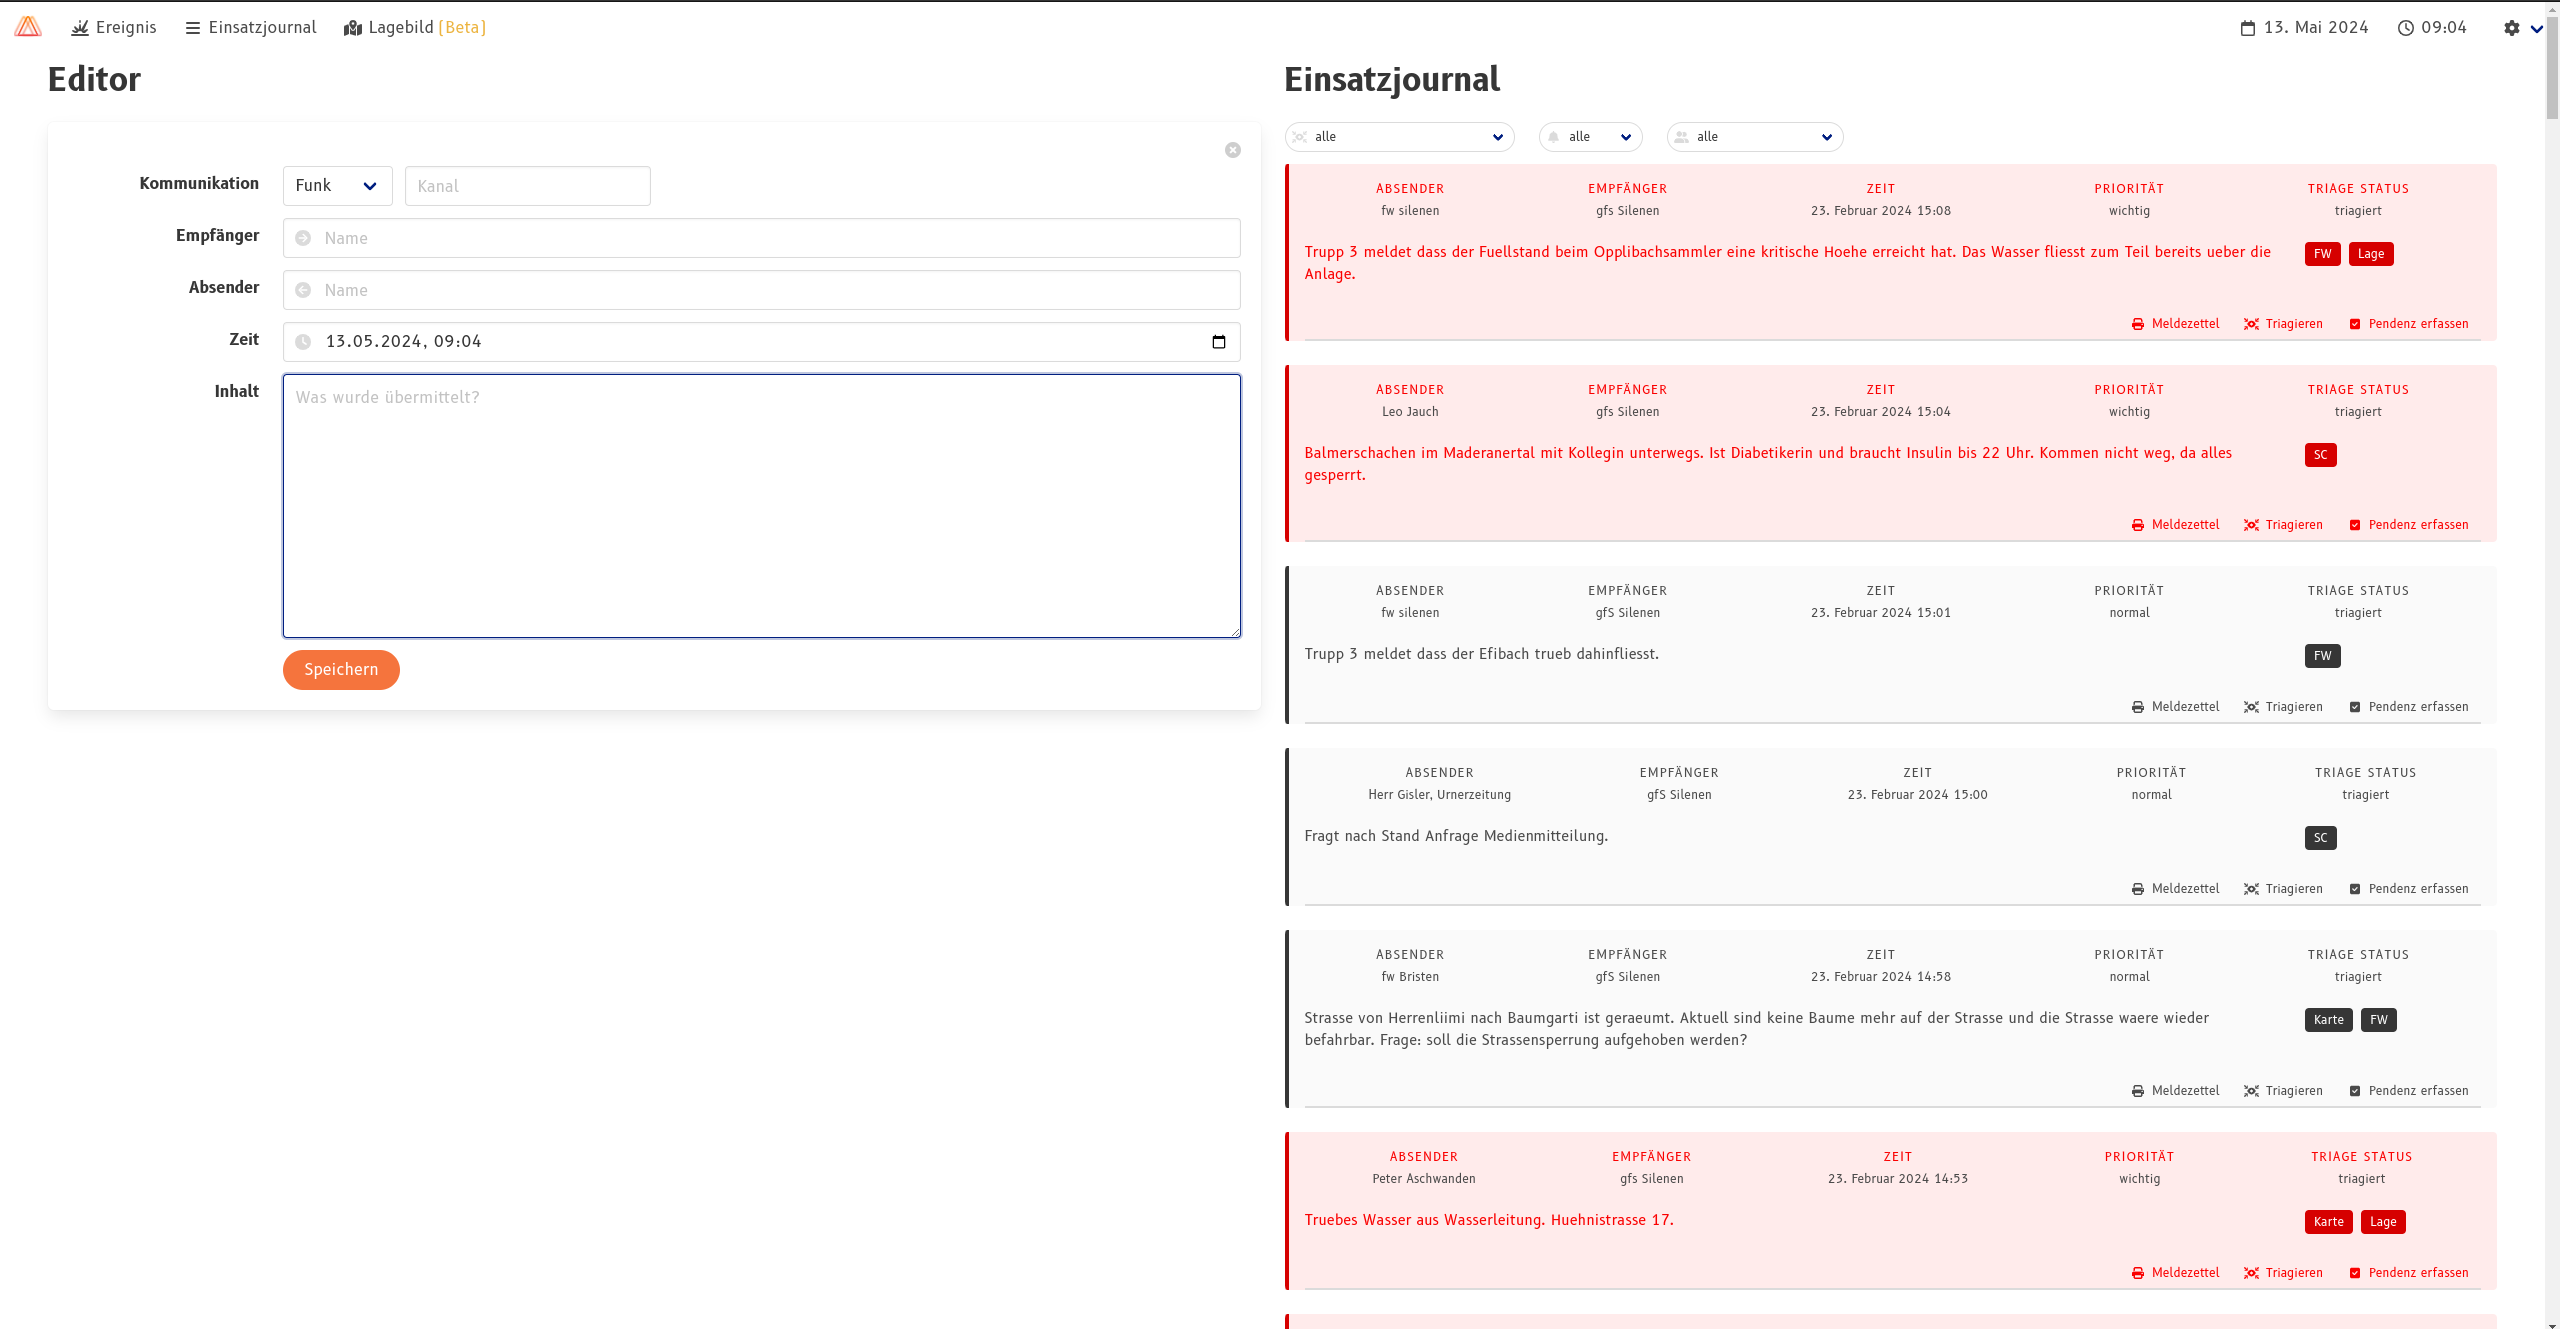 Ereignis
Einsatzjournal
Lagebild (Beta)
13. Mai 2024
09:04
Editor
Kommunikation
Funk
Kanal
Empfänger
Name
Absender
Name
Zeit
13.05.2024, 09:04
Inhalt
Was wurde übermittelt?
Speichern
Einsatzjournal
alle
alle
alle
ABSENDER EMPFÄNGER ZEIT PRIORITÄT TRIAGE STATUS
fw silenen gfs Silenen 23. Februar 2024 15:08 wichtig triagiert
Trupp 3 meldet dass der Fuellstand beim Opplibachsammler eine kritische Hoehe erreicht hat. Das Wasser fliesst zum Teil bereits ueber die
Anlage.
FW Lage
Meldezettel Triagieren Pendenz erfassen
ABSENDER EMPFÄNGER ZEIT PRIORITÄT TRIAGE STATUS
Leo Jauch gfs Silenen 23. Februar 2024 15:04 wichtig triagiert
Balmerschachen im Maderanertal mit Kollegin unterwegs. Ist Diabetikerin und braucht Insulin bis 22 Uhr. Kommen nicht weg, da alles
gesperrt.
SC
Meldezettel Triagieren Pendenz erfassen
ABSENDER EMPFÄNGER ZEIT PRIORITÄT TRIAGE STATUS
fw silenen gfS Silenen 23. Februar 2024 15:01 normal triagiert
Trupp 3 meldet dass der Efibach trueb dahinfliesst.
FW
Meldezettel Triagieren Pendenz erfassen
ABSENDER EMPFÄNGER ZEIT PRIORITÄT TRIAGE STATUS
Herr Gisler, Urnerzeitung gfS Silenen 23. Februar 2024 15:00 normal triagiert
Fragt nach Stand Anfrage Medienmitteilung.
SC
Meldezettel Triagieren Pendenz erfassen
ABSENDER EMPFÄNGER ZEIT PRIORITÄT TRIAGE STATUS
fw Bristen gfS Silenen 23. Februar 2024 14:58 normal triagiert
Strasse von Herrenliimi nach Baumgarti ist geraeumt. Aktuell sind keine Baume mehr auf der Strasse und die Strasse waere wieder
befahrbar. Frage: soll die Strassensperrung aufgehoben werden?
Karte FW
Meldezettel Triagieren Pendenz erfassen
ABSENDER EMPFÄNGER ZEIT PRIORITÄT TRIAGE STATUS
Peter Aschwanden gfs Silenen 23. Februar 2024 14:53 wichtig triagiert
Truebes Wasser aus Wasserleitung. Huehnistrasse 17.
Karte Lage
Meldezettel Triagieren Pendenz erfassen